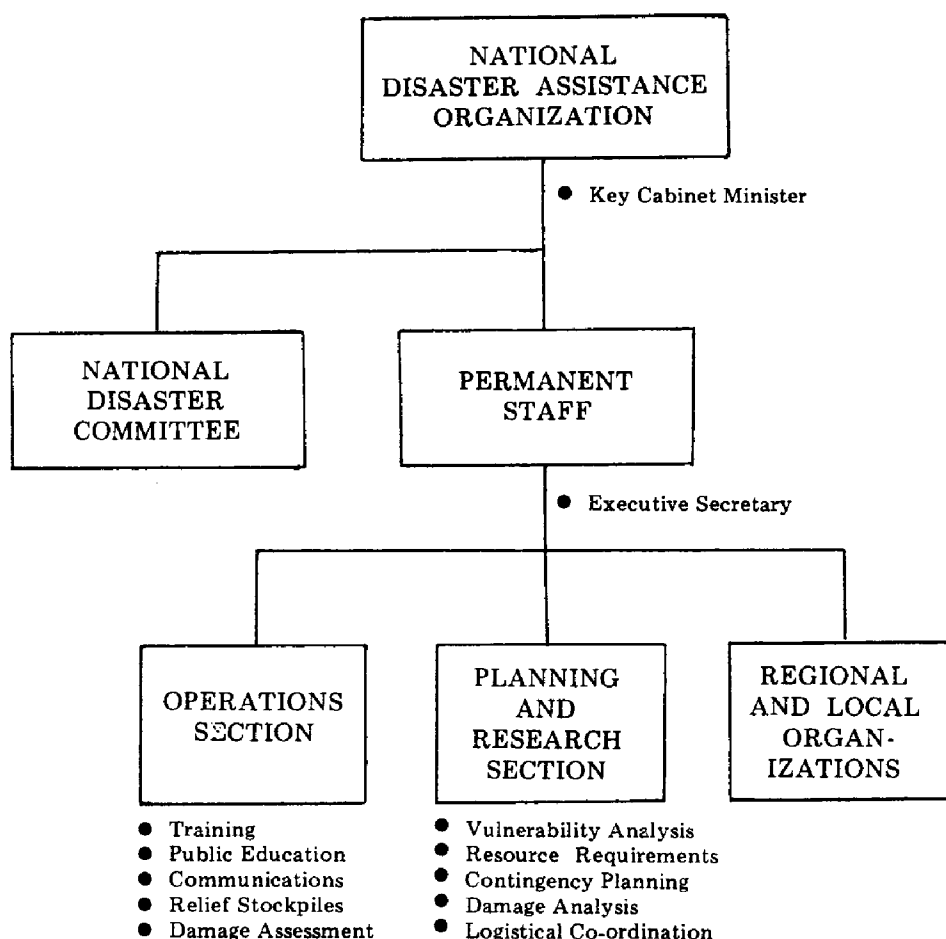 NATIONAL
DISASTER ASSISTANCE
ORGANIZATION
● Key Cabinet Minister
NATIONAL
DISASTER
COMMITTEE
PERMANENT
STAFF
● Executive Secretary
OPERATIONS
SECTION
PLANNING
AND
RESEARCH
SECTION
REGIONAL
AND LOCAL
ORGAN-
IZATIONS
● Training
● Public Education
● Communications
● Relief Stockpiles
● Damage Assessment
● Vulnerability Analysis
● Resource Requirements
● Contingency Planning
● Damage Analysis
● Logistical Co-ordination